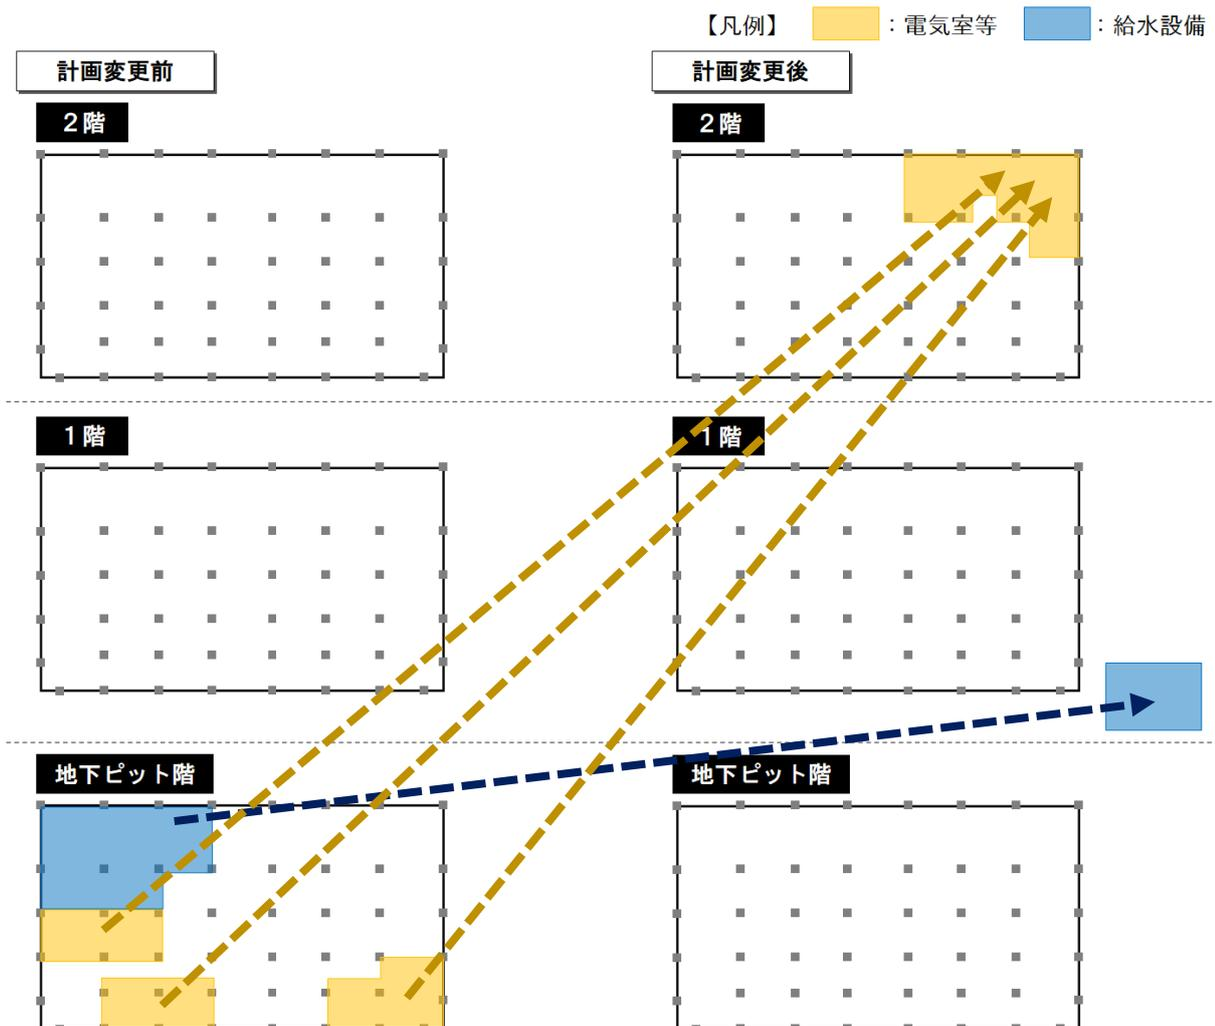 【凡例】 ：電気室等 ：給水設備
計画変更前
計画変更後
２階
２階
１階
１階
地下ピット階
地下ピット階